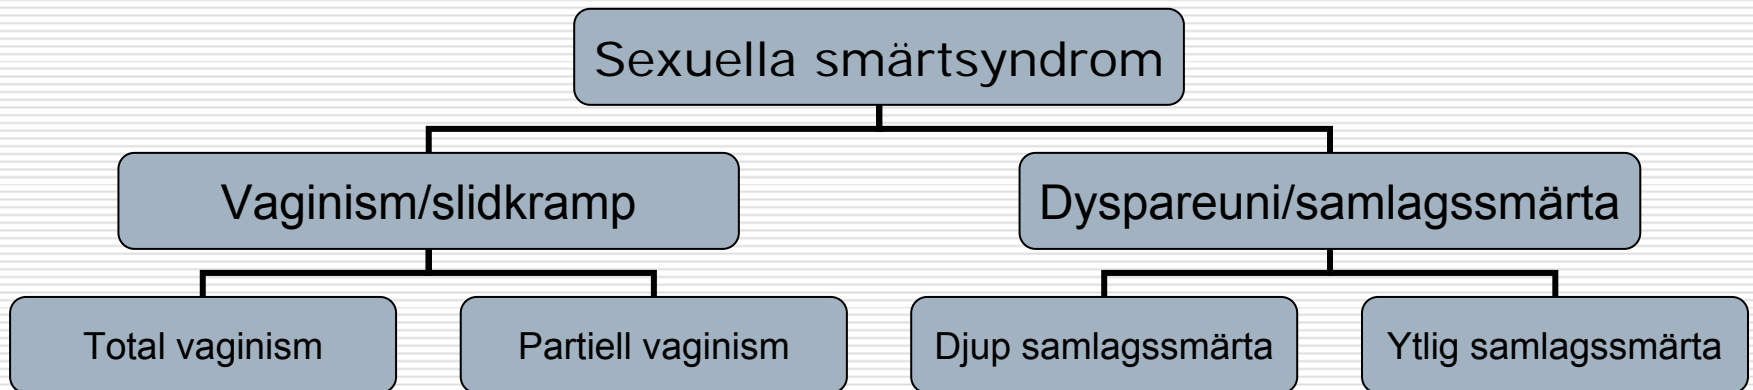 Sexuella smärtsyndrom
Vaginism/slidkramp
Dyspareuni/samlagssmärta
Total vaginism
Partiell vaginism
Djup samlagssmärta
Ytlig samlagssmärta